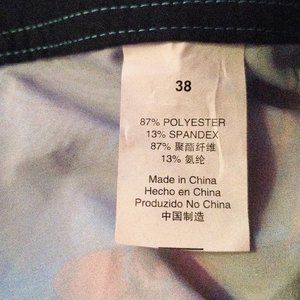 38
87% POLYESTER
13% SPANDEX
87% 聚酯纤维
13% 氨纶
Made in China
Hecho en China
Produzido No China
中国制造